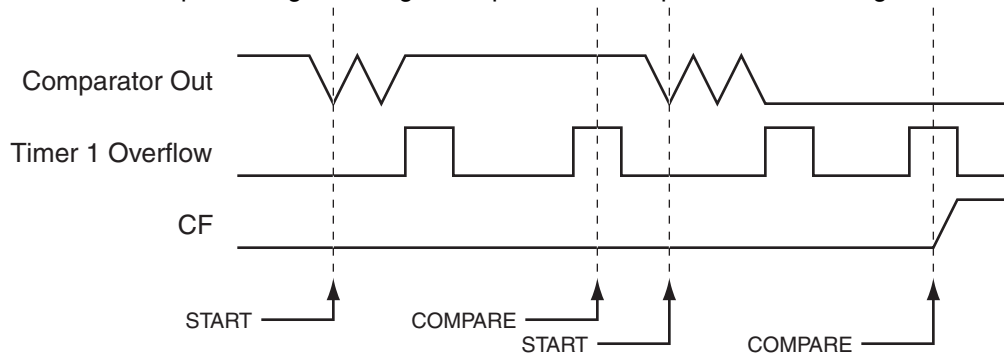 Comparator Out
Timer 1 Overflow
CF
START
COMPARE
START
COMPARE